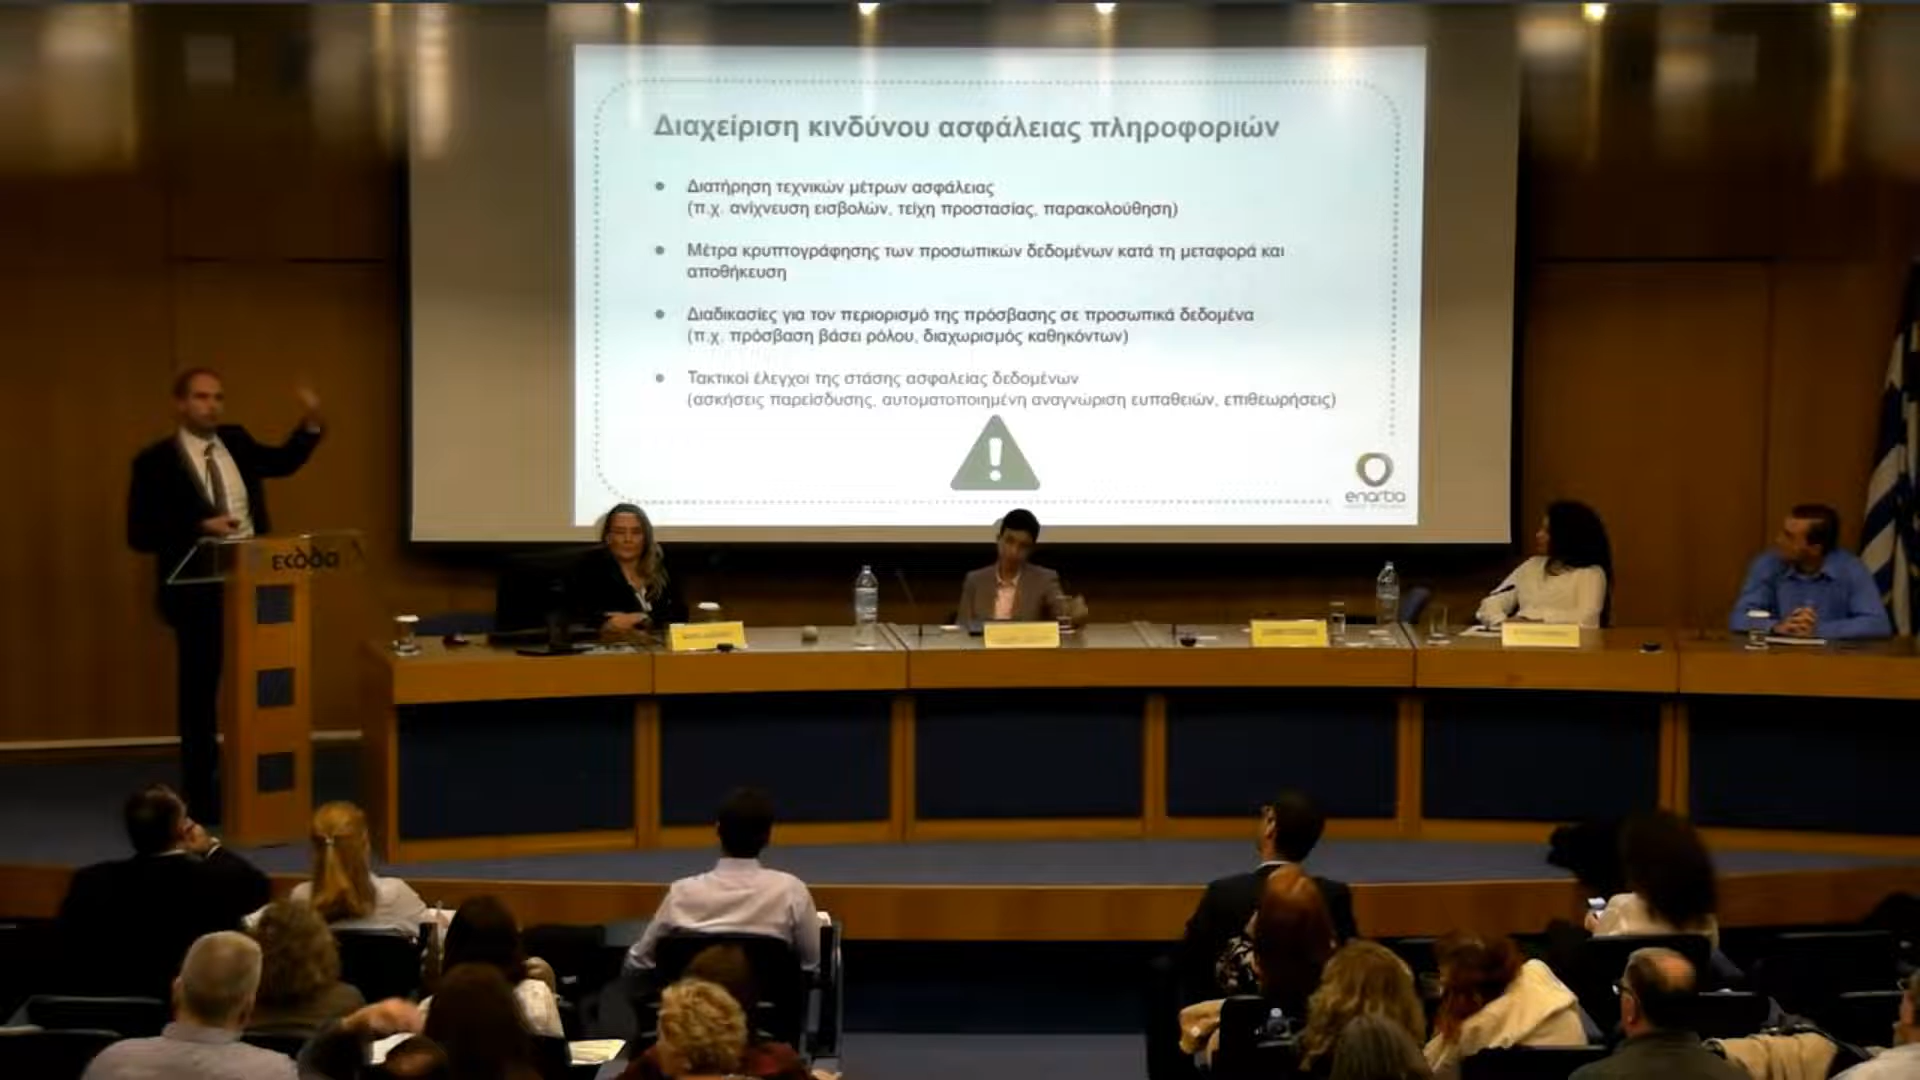 Διαχείριση κινδύνου ασφάλειας πληροφοριών
● Διατήρηση τεχνικών μέτρων ασφάλειας
(π.χ. ανίχνευση εισβολών, τείχη προστασίας, παρακολούθηση)
● Μέτρα κρυπτογράφησης των προσωπικών δεδομένων κατά τη μεταφορά και
αποθήκευση
● Διαδικασίες για τον περιορισμό της πρόσβασης σε προσωπικά δεδομένα
(π.χ. πρόσβαση βάσει ρόλου, διαχωρισμός καθηκόντων)
● Τακτικοί έλεγχοι της στάσης ασφαλείας δεδομένων
(ασκήσεις παρείσδυσης, αυτοματοποιημένη αναγνώριση ευπαθειών, επιθεωρήσεις)
enartia
εκδδα